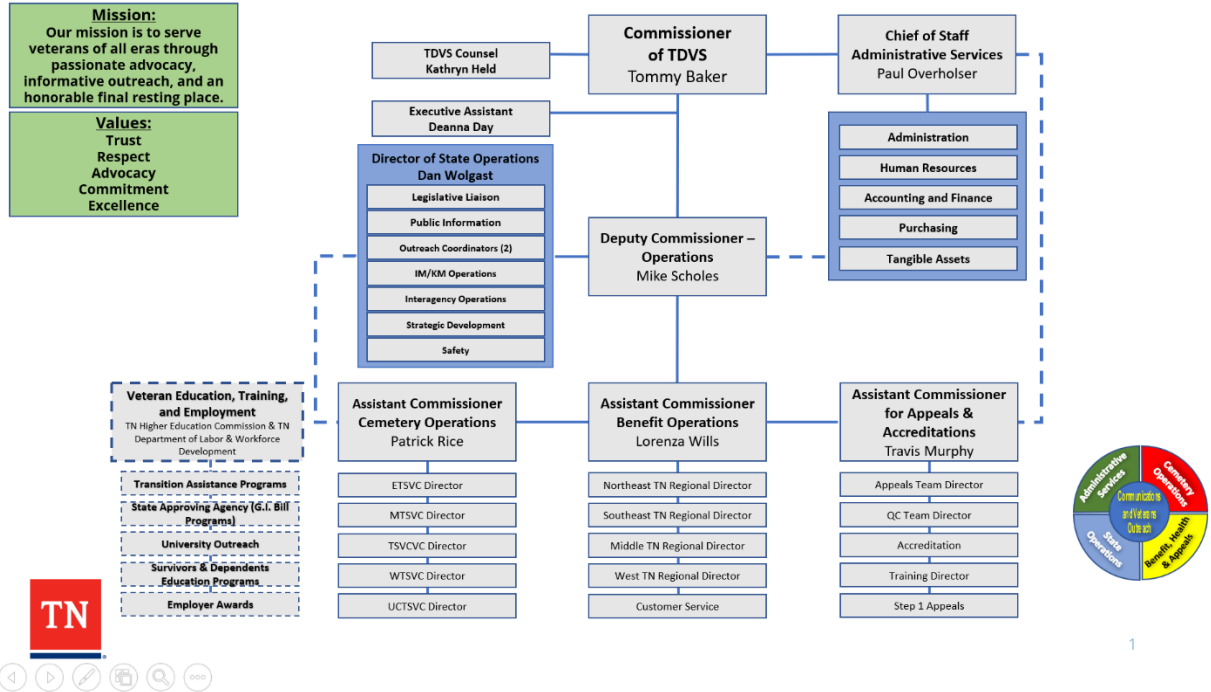 Mission:
Our mission is to serve
veterans of all eras through
passionate advocacy,
informative outreach, and an
honorable final resting place.
Values:
Trust
Respect
Advocacy
Commitment
Excellence
Commissioner
of TDVS
Tommy Baker
TDVS Counsel
Kathryn Held
Executive Assistant
Deanna Day
Chief of Staff
Administrative Services
Paul Overholser
Administration
Human Resources
Accounting and Finance
Purchasing
Tangible Assets
Director of State Operations
Dan Wolgast
Legislative Liaison
Public Information
Outreach Coordinators (2)
IM/KM Operations
Interagency Operations
Strategic Development
Safety
Deputy Commissioner –
Operations
Mike Scholes
Veteran Education, Training,
and Employment
TN Higher Education Commission & TN
Department of Labor & Workforce
Development
Transition Assistance Programs
State Approving Agency (G.I. Bill
Programs)
University Outreach
Survivors & Dependents
Education Programs
Employer Awards
Assistant Commissioner
Cemetery Operations
Patrick Rice
ETSVC Director
MTSVC Director
TSVCVC Director
WTSVC Director
UCTSVC Director
Assistant Commissioner
Benefit Operations
Lorenza Wills
Northeast TN Regional Director
Southeast TN Regional Director
Middle TN Regional Director
West TN Regional Director
Customer Service
Assistant Commissioner
for Appeals &
Accreditations
Travis Murphy
Appeals Team Director
QC Team Director
Accreditation
Training Director
Step 1 Appeals
Administrative
Services
Cemetery
Operations
Communications
and Veterans
Outreach
State
Operations
Benefit, Health
& Appeals
TN
1